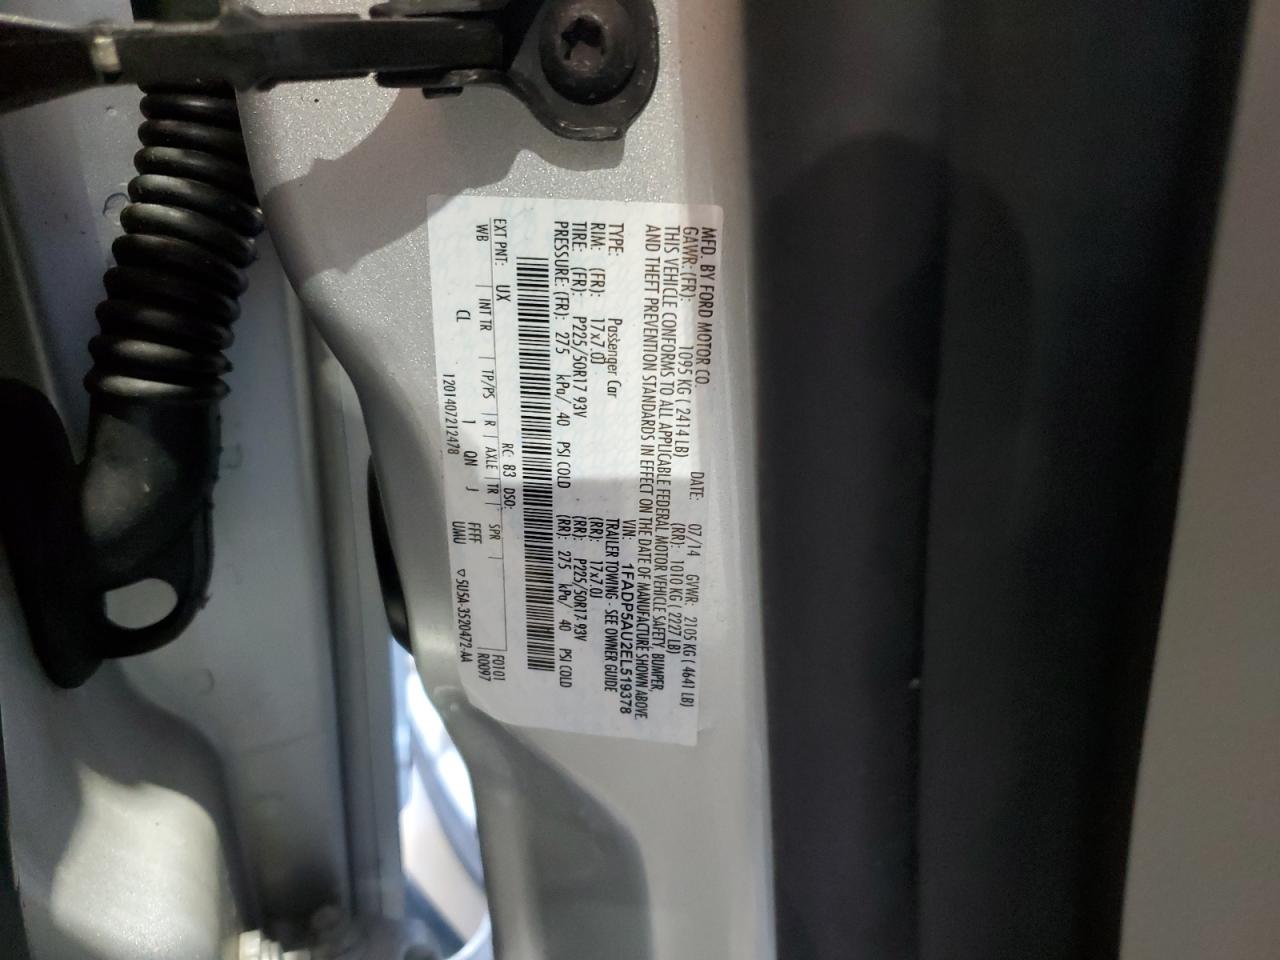 MFD. BY FORD MOTOR CO.
DATE: 07/14 GVWR: 2105 KG ( 4641 LB)
GAWR: (FR): 1095 KG ( 2414 LB) (RR): 1010 KG ( 2227 LB)
THIS VEHICLE CONFORMS TO ALL APPLICABLE FEDERAL MOTOR VEHICLE SAFETY, BUMPER,
AND THEFT PREVENTION STANDARDS IN EFFECT ON THE DATE OF MANUFACTURE SHOWN ABOVE.
VIN: 1FADP5AU2EL519378
TYPE: Passenger Car TRAILER TOWING - SEE OWNER GUIDE
RIM: (FR): 17x7.0J (RR): 17x7.0J
TIRE: (FR): P225/50R17 93V (RR): P225/50R17 93V
PRESSURE: (FR): 275 kPa/ 40 PSI COLD (RR): 275 kPa/ 40 PSI COLD
EXT PNT: UX RC: 83 DSO: F0101
WB INT TR TP/PS R AXLE TR SPR R0097
CL 1 QN J FFFF
UMU
1201407212478 ▽5U5A-3520472-AA